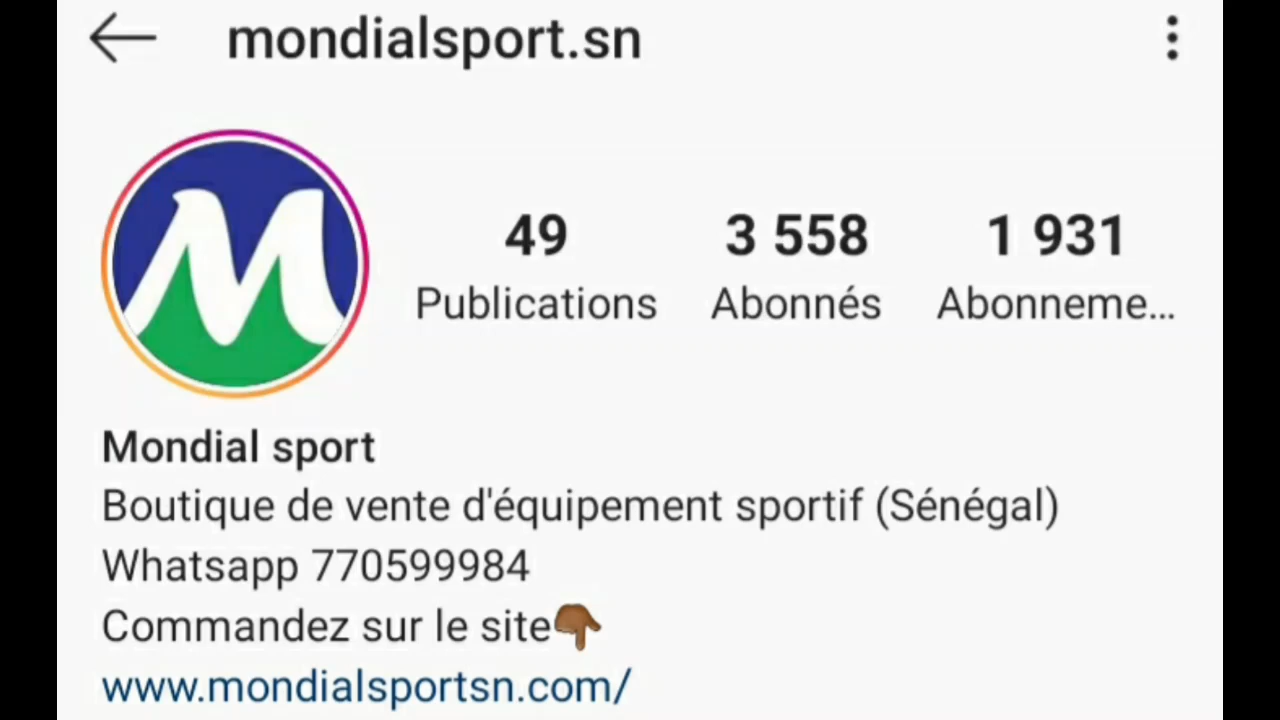 mondialsport.sn
M
49 3 558 1 931
Publications Abonnés Abonneme...
Mondial sport
Boutique de vente d'équipement sportif (Sénégal)
Whatsapp 770599984
Commandez sur le site👇🏾
www.mondialsportsn.com/